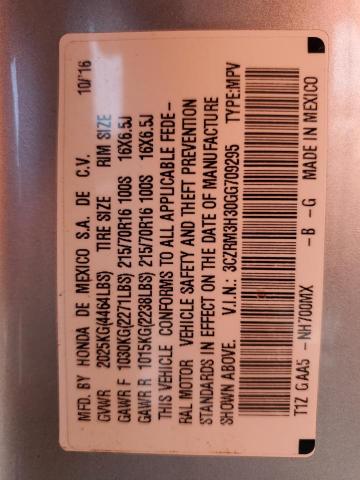 MFD. BY HONDA DE MEXICO S.A. DE C.V. 10/'16
GVWR 2025KG(4464LBS) TIRE SIZE RIM SIZE
GAWR F 1030KG(2271LBS) 215/70R16 100S 16X6.5J
GAWR R 1015KG(2238LBS) 215/70R16 100S 16X6.5J
THIS VEHICLE CONFORMS TO ALL APPLICABLE FEDE-
RAL MOTOR VEHICLE SAFETY AND THEFT PREVENTION
STANDARDS IN EFFECT ON THE DATE OF MANUFACTURE
SHOWN ABOVE. V.I.N.: 3CZRM3H30GG709295 TYPE:MPV
T1Z G AA5 -NH700MX -B -G MADE IN MEXICO